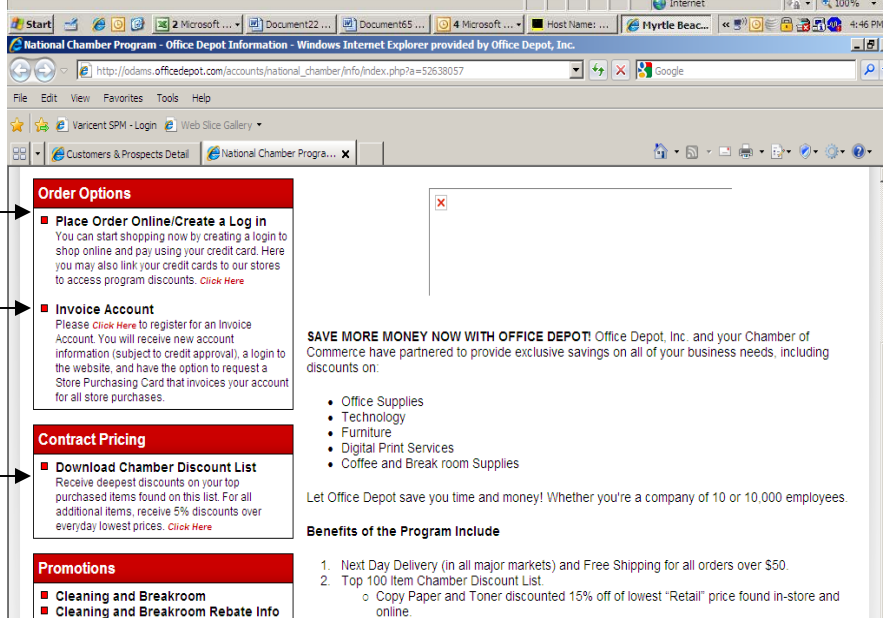 Internet
100%
Start
2 Microsoft ...
Document22 ...
Document65 ...
4 Microsoft ...
Host Name: ...
Myrtle Beac...
4:46 PM
National Chamber Program - Office Depot Information - Windows Internet Explorer provided by Office Depot, Inc.
http://odams.officedepot.com/accounts/national_chamber/info/index.php?a=52638057
Google
File Edit View Favorites Tools Help
Varicent SPM - Login
Web Slice Gallery
Customers & Prospects Detail
National Chamber Progra...
Order Options
Place Order Online/Create a Log in
You can start shopping now by creating a login to
shop online and pay using your credit card. Here
you may also link your credit cards to our stores
to access program discounts. Click Here
Invoice Account
Please Click Here to register for an Invoice
Account. You will receive new account
information (subject to credit approval), a login to
the website, and have the option to request a
Store Purchasing Card that invoices your account
for all store purchases.
Contract Pricing
Download Chamber Discount List
Receive deepest discounts on your top
purchased items found on this list. For all
additional items, receive 5% discounts over
everyday lowest prices. Click Here
Promotions
Cleaning and Breakroom
Cleaning and Breakroom Rebate Info
SAVE MORE MONEY NOW WITH OFFICE DEPOT! Office Depot, Inc. and your Chamber of
Commerce have partnered to provide exclusive savings on all of your business needs, including
discounts on:
• Office Supplies
• Technology
• Furniture
• Digital Print Services
• Coffee and Break room Supplies
Let Office Depot save you time and money! Whether you're a company of 10 or 10,000 employees.
Benefits of the Program Include
1. Next Day Delivery (in all major markets) and Free Shipping for all orders over $50.
2. Top 100 Item Chamber Discount List.
o Copy Paper and Toner discounted 15% off of lowest “Retail” price found in-store and
online.